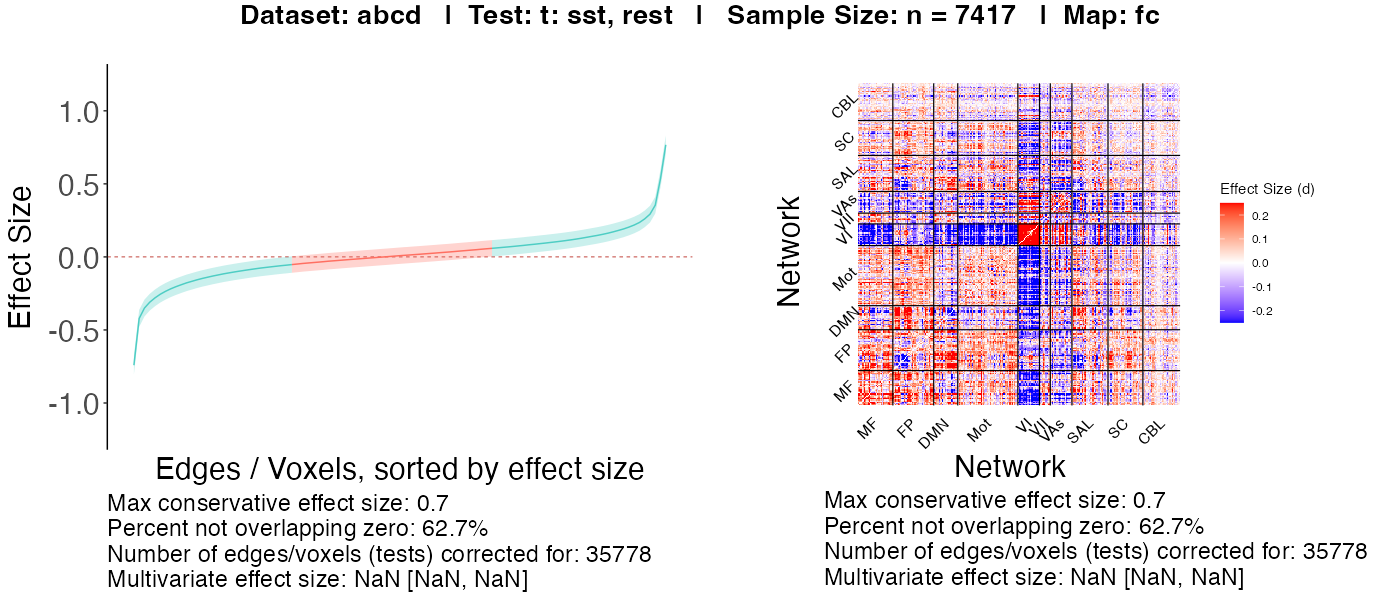 Dataset: abcd | Test: t: sst, rest | Sample Size: n = 7417 | Map: fc
Effect Size
1.0
0.5
0.0
-0.5
-1.0
Edges / Voxels, sorted by effect size
Max conservative effect size: 0.7
Percent not overlapping zero: 62.7%
Number of edges/voxels (tests) corrected for: 35778
Multivariate effect size: NaN [NaN, NaN]
Network
CBL
SC
SAL
VAs
VII
VI
Mot
DMN
FP
MF
MF
FP
DMN
Mot
VI
VII
VAs
SAL
SC
CBL
Network
Effect Size (d)
0.2
0.1
0.0
-0.1
-0.2
Max conservative effect size: 0.7
Percent not overlapping zero: 62.7%
Number of edges/voxels (tests) corrected for: 35778
Multivariate effect size: NaN [NaN, NaN]